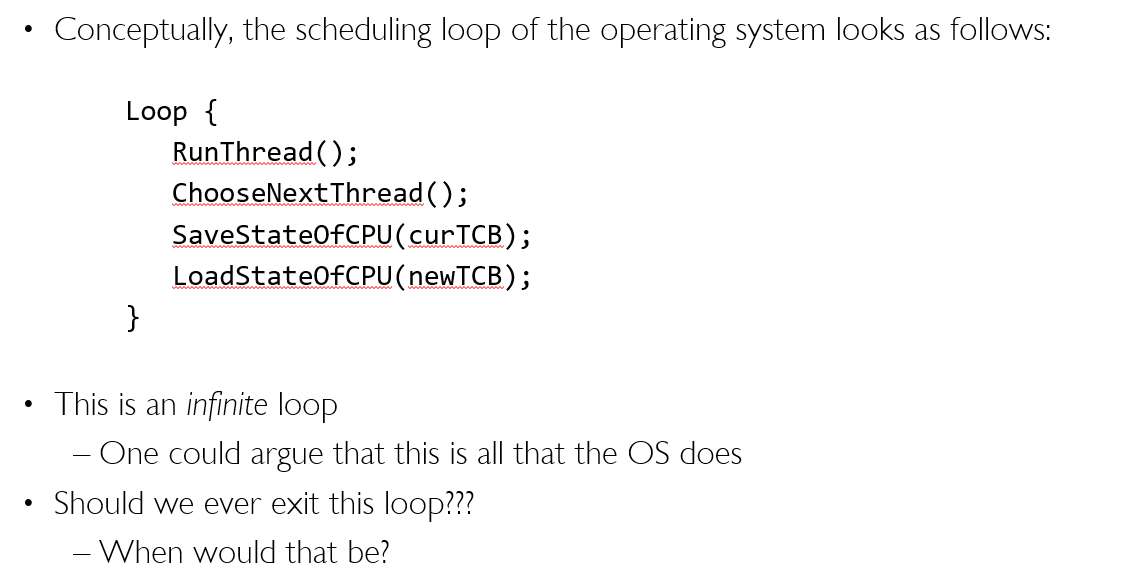 • Conceptually, the scheduling loop of the operating system looks as follows:
Loop {
RunThread();
ChooseNextThread();
SaveStateOfCPU(curTCB);
LoadStateOfCPU(newTCB);
}
• This is an infinite loop
– One could argue that this is all that the OS does
• Should we ever exit this loop???
– When would that be?